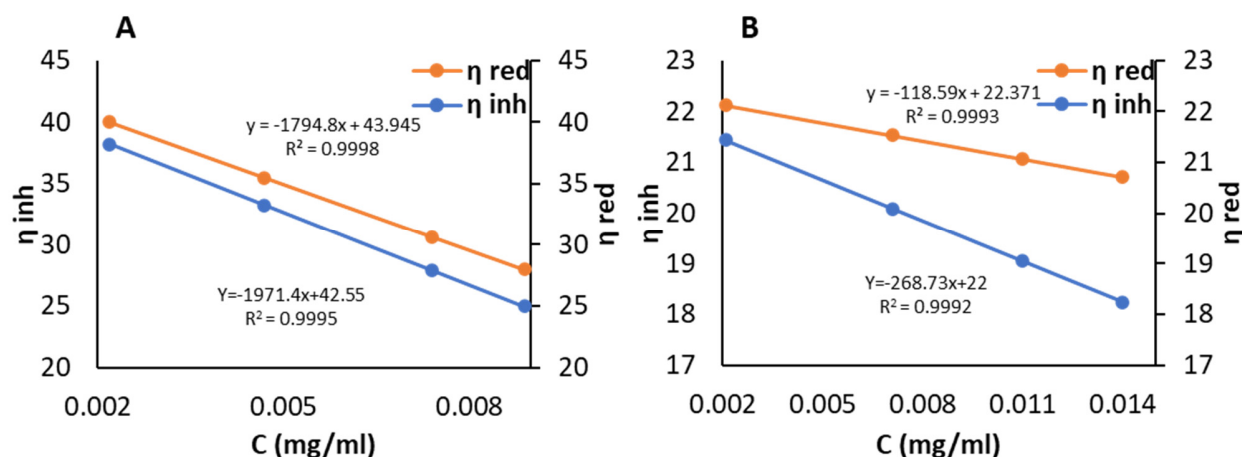 A
45
40
35
30
25
20
η inh
η red
η inh
y = -1794.8x + 43.945
R² = 0.9998
Y=-1971.4x+42.55
R² = 0.9995
45
40
35
30
25
20
η red
0.002 0.005 0.008
C (mg/ml)
B
23
22
21
20
19
18
17
η inh
η red
η inh
y = -118.59x + 22.371
R² = 0.9993
Y=-268.73x+22
R² = 0.9992
23
22
21
20
19
18
17
η red
0.002 0.005 0.008 0.011 0.014
C (mg/ml)